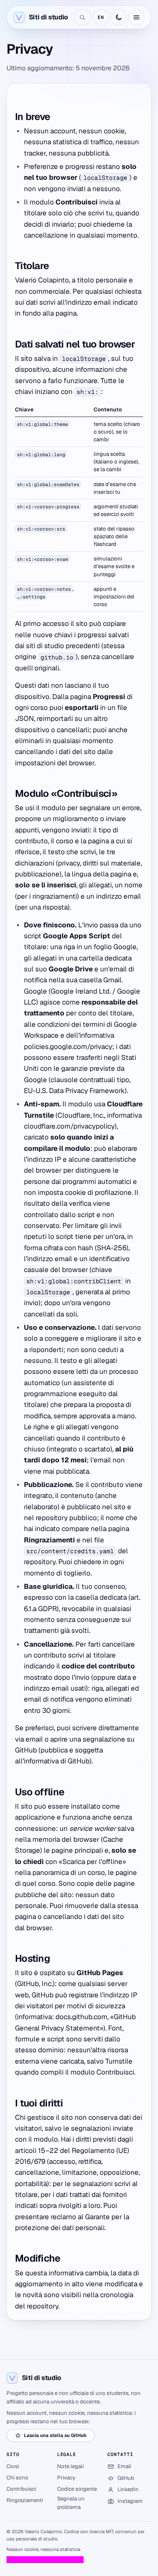 Siti di studio
EN
Privacy
Ultimo aggiornamento: 5 novembre 2026
In breve
• Nessun account, nessun cookie,
nessuna statistica di traffico, nessun
tracker, nessuna pubblicità.
• Preferenze e progressi restano solo
nel tuo browser (localStorage) e
non vengono inviati a nessuno.
• Il modulo Contribuisci invia al
titolare solo ciò che scrivi tu, quando
decidi di inviarlo; puoi chiederne la
cancellazione in qualsiasi momento.
Titolare
Valerio Colapinto, a titolo personale e
non commerciale. Per qualsiasi richiesta
sui dati scrivi all'indirizzo email indicato
in fondo alla pagina.
Dati salvati nel tuo browser
Il sito salva in localStorage, sul tuo
dispositivo, alcune informazioni che
servono a farlo funzionare. Tutte le
chiavi iniziano con sh:v1: :
Chiave Contenuto
sh:v1:global:theme tema scelto (chiaro
o scuro), se lo
cambi
sh:v1:global:lang lingua scelta
(italiano o inglese),
se la cambi
sh:v1:global:examDates date d'esame che
inserisci tu
sh:v1:<corso>:progress argomenti studiati
ed esercizi svolti
sh:v1:<corso>:srs stato del ripasso
spaziato delle
flashcard
sh:v1:<corso>:exam simulazioni
d'esame svolte e
punteggi
sh:v1:<corso>:notes, appunti e
…:settings impostazioni del
corso
Al primo accesso il sito può copiare
nelle nuove chiavi i progressi salvati
dai siti di studio precedenti (stessa
origine github.io), senza cancellare
quelli originali.
Questi dati non lasciano il tuo
dispositivo. Dalla pagina Progressi di
ogni corso puoi esportarli in un file
JSON, reimportarli su un altro
dispositivo o cancellarli; puoi anche
eliminarli in qualsiasi momento
cancellando i dati del sito dalle
impostazioni del browser.
Modulo «Contribuisci»
Se usi il modulo per segnalare un errore,
proporre un miglioramento o inviare
appunti, vengono inviati: il tipo di
contributo, il corso e la pagina a cui si
riferisce, il testo che scrivi, le tre
dichiarazioni (privacy, diritti sul materiale,
pubblicazione), la lingua della pagina e,
solo se li inserisci, gli allegati, un nome
(per i ringraziamenti) e un indirizzo email
(per una risposta).
• Dove finiscono. L'invio passa da uno
script Google Apps Script del
titolare: una riga in un foglio Google,
gli allegati in una cartella dedicata
sul suo Google Drive e un'email di
notifica nella sua casella Gmail.
Google (Google Ireland Ltd. / Google
LLC) agisce come responsabile del
trattamento per conto del titolare,
alle condizioni dei termini di Google
Workspace e dell'informativa
policies.google.com/privacy; i dati
possono essere trasferiti negli Stati
Uniti con le garanzie previste da
Google (clausole contrattuali tipo,
EU-U.S. Data Privacy Framework).
• Anti-spam. Il modulo usa Cloudflare
Turnstile (Cloudflare, Inc., informativa
cloudflare.com/privacypolicy),
caricato solo quando inizi a
compilare il modulo: può elaborare
l'indirizzo IP e alcune caratteristiche
del browser per distinguere le
persone dai programmi automatici e
non imposta cookie di profilazione. Il
risultato della verifica viene
controllato dallo script e non
conservato. Per limitare gli invii
ripetuti lo script tiene per un'ora, in
forma cifrata con hash (SHA-256),
l'indirizzo email e un identificativo
casuale del browser (chiave
sh:v1:global:contribClient in
localStorage, generata al primo
invio); dopo un'ora vengono
cancellati da soli.
• Uso e conservazione. I dati servono
solo a correggere e migliorare il sito e
a risponderti, e non sono ceduti a
nessuno. Il testo e le allegati
possono essere letti da un processo
automatico (un assistente di
programmazione eseguito dal
titolare) che prepara la proposta di
modifica, sempre approvata a mano.
Le righe e gli allegati vengono
cancellati quando il contributo è
chiuso (integrato o scartato), al più
tardi dopo 12 mesi; l'email non
viene mai pubblicata.
• Pubblicazione. Se il contributo viene
integrato, il contenuto (anche
rielaborato) è pubblicato nel sito e
nel repository pubblico; il nome che
hai indicato compare nella pagina
Ringraziamenti e nel file
src/content/credits.yaml del
repository. Puoi chiedere in ogni
momento di toglierlo.
• Base giuridica. Il tuo consenso,
espresso con la casella dedicata (art.
6.1.a GDPR), revocabile in qualsiasi
momento senza conseguenze sui
trattamenti già svolti.
• Cancellazione. Per farti cancellare
un contributo scrivi al titolare
indicando il codice del contributo
mostrato dopo l'invio (oppure data e
indirizzo email usati): riga, allegati ed
email di notifica vengono eliminati
entro 30 giorni.
Se preferisci, puoi scrivere direttamente
via email o aprire una segnalazione su
GitHub (pubblica e soggetta
all'informativa di GitHub).
Uso offline
Il sito può essere installato come
applicazione e funziona anche senza
connessione: un service worker salva
nella memoria del browser (Cache
Storage) le pagine principali e, solo se
lo chiedi con «Scarica per l'offline»
nella panoramica di un corso, le pagine
di quel corso. Sono copie delle pagine
pubbliche del sito: nessun dato
personale. Puoi rimuoverle dalla stessa
pagina o cancellando i dati del sito
dal browser.
Hosting
Il sito è ospitato su GitHub Pages
(GitHub, Inc.): come qualsiasi server
web, GitHub può registrare l'indirizzo IP
dei visitatori per motivi di sicurezza
(informativa: docs.github.com, «GitHub
General Privacy Statement»). Font,
formule e script sono serviti dallo
stesso dominio: nessun'altra risorsa
esterna viene caricata, salvo Turnstile
quando compili il modulo Contribuisci.
I tuoi diritti
Chi gestisce il sito non conserva dati dei
visitatori, salvo le segnalazioni inviate
con il modulo. Hai i diritti previsti dagli
articoli 15–22 del Regolamento (UE)
2016/679 (accesso, rettifica,
cancellazione, limitazione, opposizione,
portabilità): per le segnalazioni scrivi al
titolare, per i dati trattati dai fornitori
indicati sopra rivolgiti a loro. Puoi
presentare reclamo al Garante per la
protezione dei dati personali.
Modifiche
Se questa informativa cambia, la data di
aggiornamento in alto viene modificata e
la novità sono visibili nella cronologia
del repository.
Siti di studio
Progetto personale e non ufficiale di uno studente, non
affiliato ad alcuna università o docente.
Nessun account, nessun cookie, nessuna statistica: i
progressi restano nel tuo browser.
Lascia una stella su GitHub
SITO
Corsi
Chi sono
Contribuisci
Ringraziamenti
LEGALE
Note legali
Privacy
Codice sorgente
Segnala un
problema
CONTATTI
Email
GitHub
LinkedIn
Instagram
© 2026 Valerio Colapinto. Codice con licenza MIT, contenuti per
uso personale di studio.
Nessun cookie, nessuna statistica